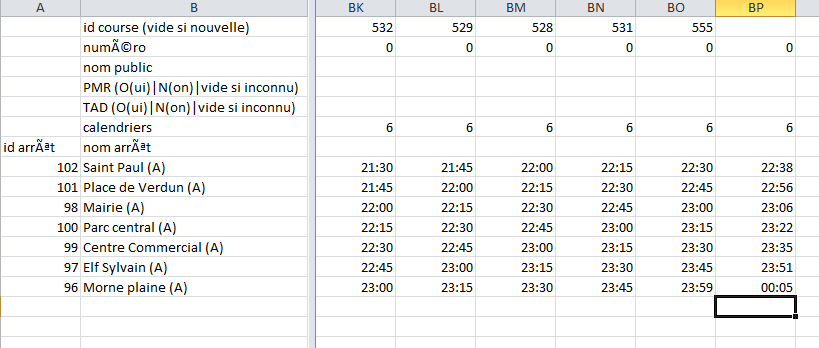 A B BK BL BM BN BO BP
id course (vide si nouvelle) 532 529 528 531 555
numÃ©ro 0 0 0 0 0 0
nom public
PMR (O(ui)|N(on)|vide si inconnu)
TAD (O(ui)|N(on)|vide si inconnu)
calendriers 6 6 6 6 6 6
id arrÃªt nom arrÃªt
102 Saint Paul (A) 21:30 21:45 22:00 22:15 22:30 22:38
101 Place de Verdun (A) 21:45 22:00 22:15 22:30 22:45 22:56
98 Mairie (A) 22:00 22:15 22:30 22:45 23:00 23:06
100 Parc central (A) 22:15 22:30 22:45 23:00 23:15 23:22
99 Centre Commercial (A) 22:30 22:45 23:00 23:15 23:30 23:35
97 Elf Sylvain (A) 22:45 23:00 23:15 23:30 23:45 23:51
96 Morne plaine (A) 23:00 23:15 23:30 23:45 23:59 00:05